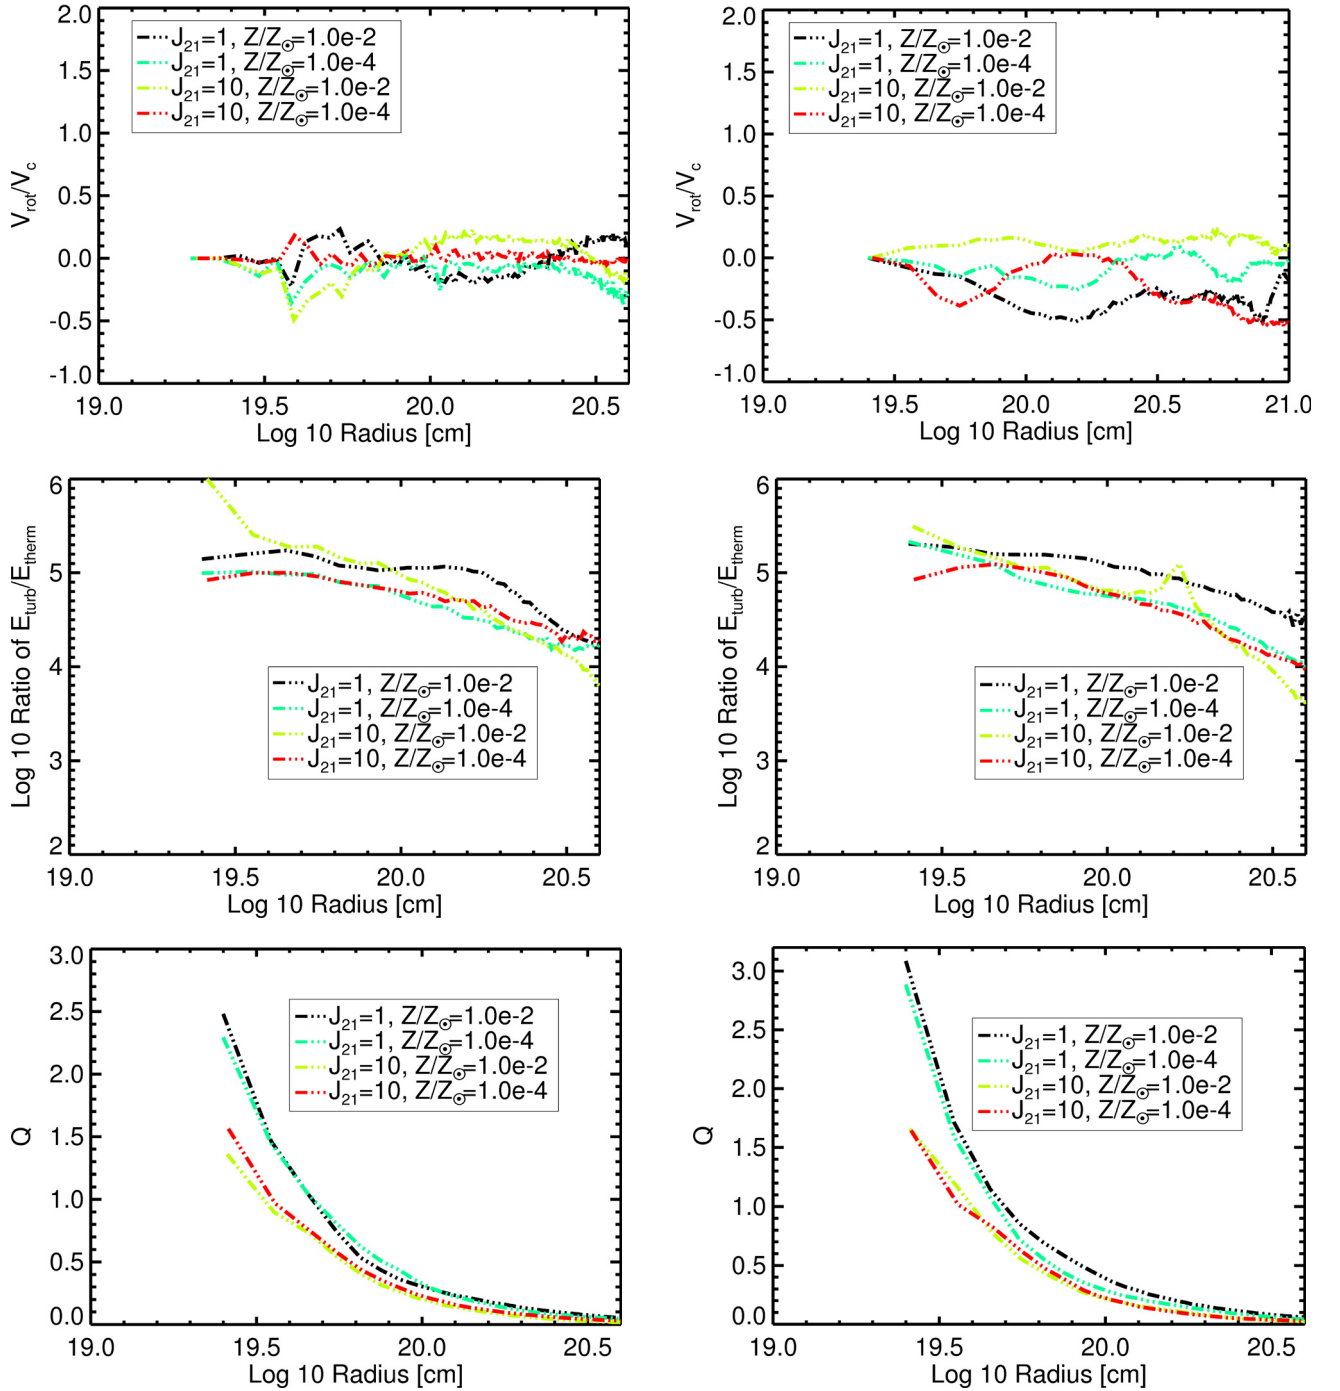 2.0
1.5
1.0
0.5
0.0
-0.5
-1.0
V_rot/V_c
J_21=1, Z/Z_⊙=1.0e-2
J_21=1, Z/Z_⊙=1.0e-4
J_21=10, Z/Z_⊙=1.0e-2
J_21=10, Z/Z_⊙=1.0e-4
19.0 19.5 20.0 20.5
Log 10 Radius [cm]
2.0
1.5
1.0
0.5
0.0
-0.5
-1.0
V_rot/V_c
J_21=1, Z/Z_⊙=1.0e-2
J_21=1, Z/Z_⊙=1.0e-4
J_21=10, Z/Z_⊙=1.0e-2
J_21=10, Z/Z_⊙=1.0e-4
19.0 19.5 20.0 20.5 21.0
Log 10 Radius [cm]
6
5
4
3
2
Log 10 Ratio of E_turb/E_therm
J_21=1, Z/Z_⊙=1.0e-2
J_21=1, Z/Z_⊙=1.0e-4
J_21=10, Z/Z_⊙=1.0e-2
J_21=10, Z/Z_⊙=1.0e-4
19.0 19.5 20.0 20.5
Log 10 Radius [cm]
6
5
4
3
2
Log 10 Ratio of E_turb/E_therm
J_21=1, Z/Z_⊙=1.0e-2
J_21=1, Z/Z_⊙=1.0e-4
J_21=10, Z/Z_⊙=1.0e-2
J_21=10, Z/Z_⊙=1.0e-4
19.0 19.5 20.0 20.5
Log 10 Radius [cm]
3.0
2.5
2.0
1.5
1.0
0.5
0.0
Q
J_21=1, Z/Z_⊙=1.0e-2
J_21=1, Z/Z_⊙=1.0e-4
J_21=10, Z/Z_⊙=1.0e-2
J_21=10, Z/Z_⊙=1.0e-4
19.0 19.5 20.0 20.5
Log 10 Radius [cm]
3.0
2.5
2.0
1.5
1.0
0.5
0.0
Q
J_21=1, Z/Z_⊙=1.0e-2
J_21=1, Z/Z_⊙=1.0e-4
J_21=10, Z/Z_⊙=1.0e-2
J_21=10, Z/Z_⊙=1.0e-4
19.0 19.5 20.0 20.5
Log 10 Radius [cm]